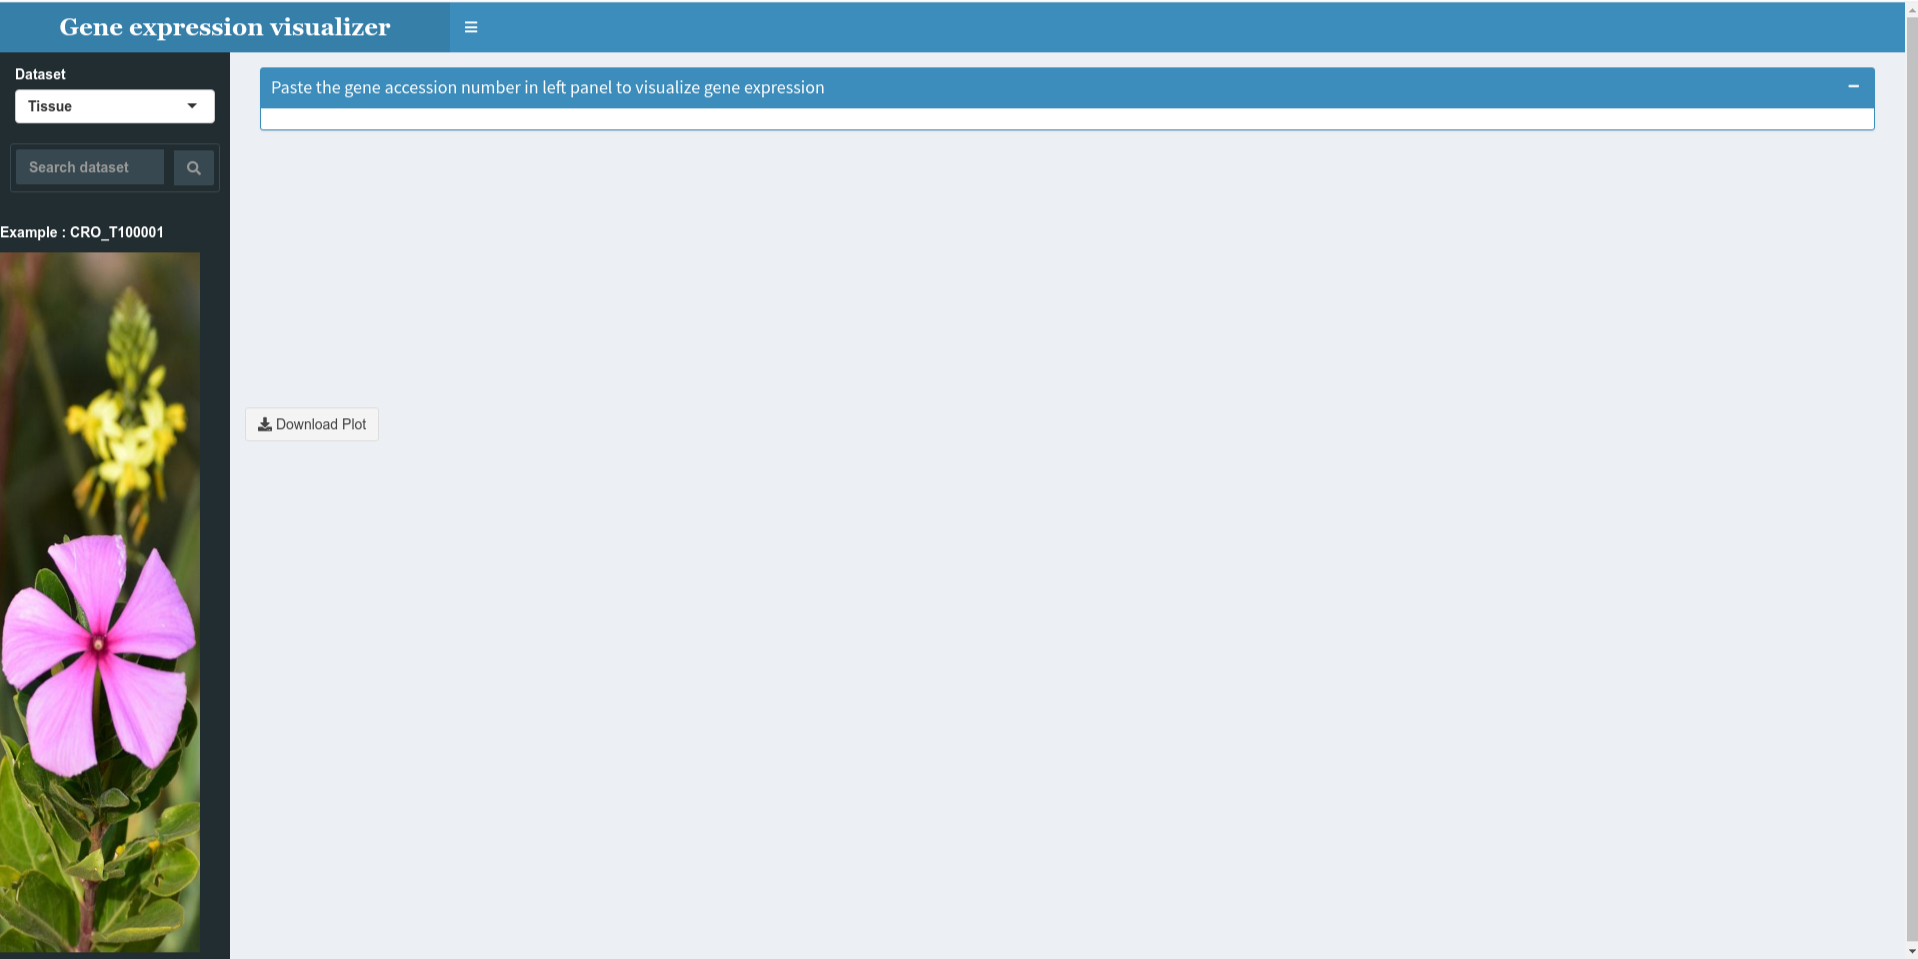 Gene expression visualizer
Dataset
Tissue
Search dataset
Example : CRO_T100001
Paste the gene accession number in left panel to visualize gene expression
Download Plot